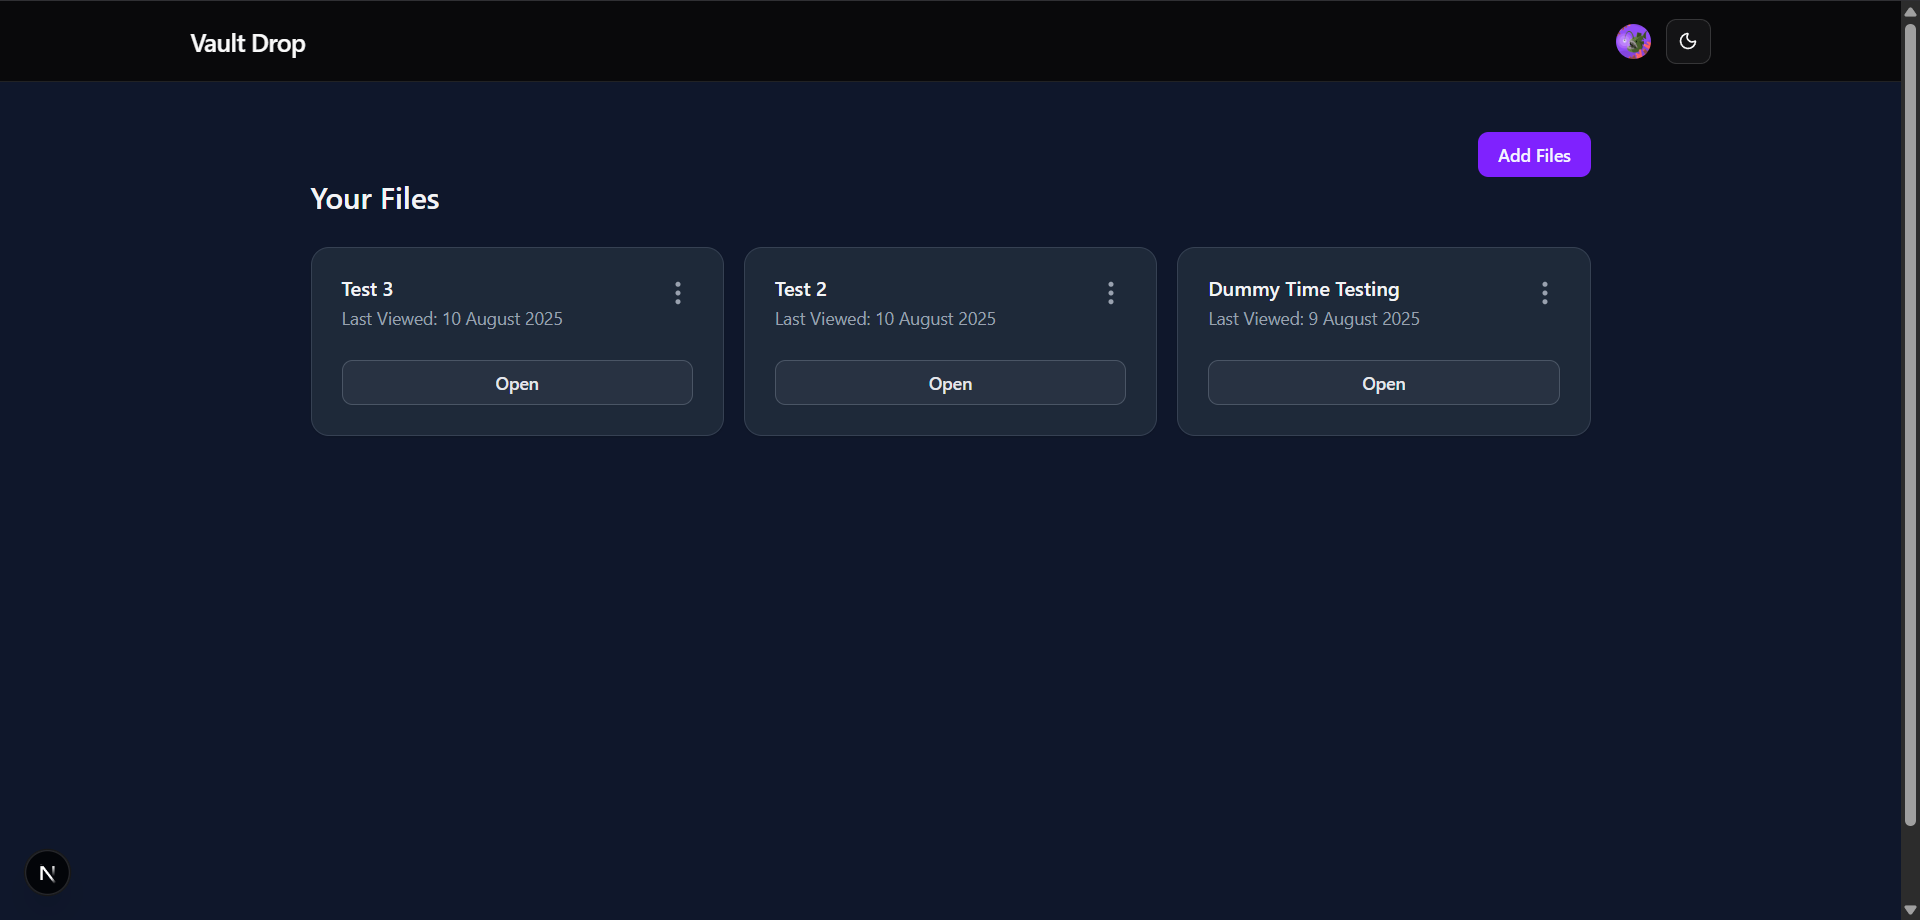 Vault Drop
Add Files
Your Files
Test 3
Last Viewed: 10 August 2025
Open
Test 2
Last Viewed: 10 August 2025
Open
Dummy Time Testing
Last Viewed: 9 August 2025
Open
N